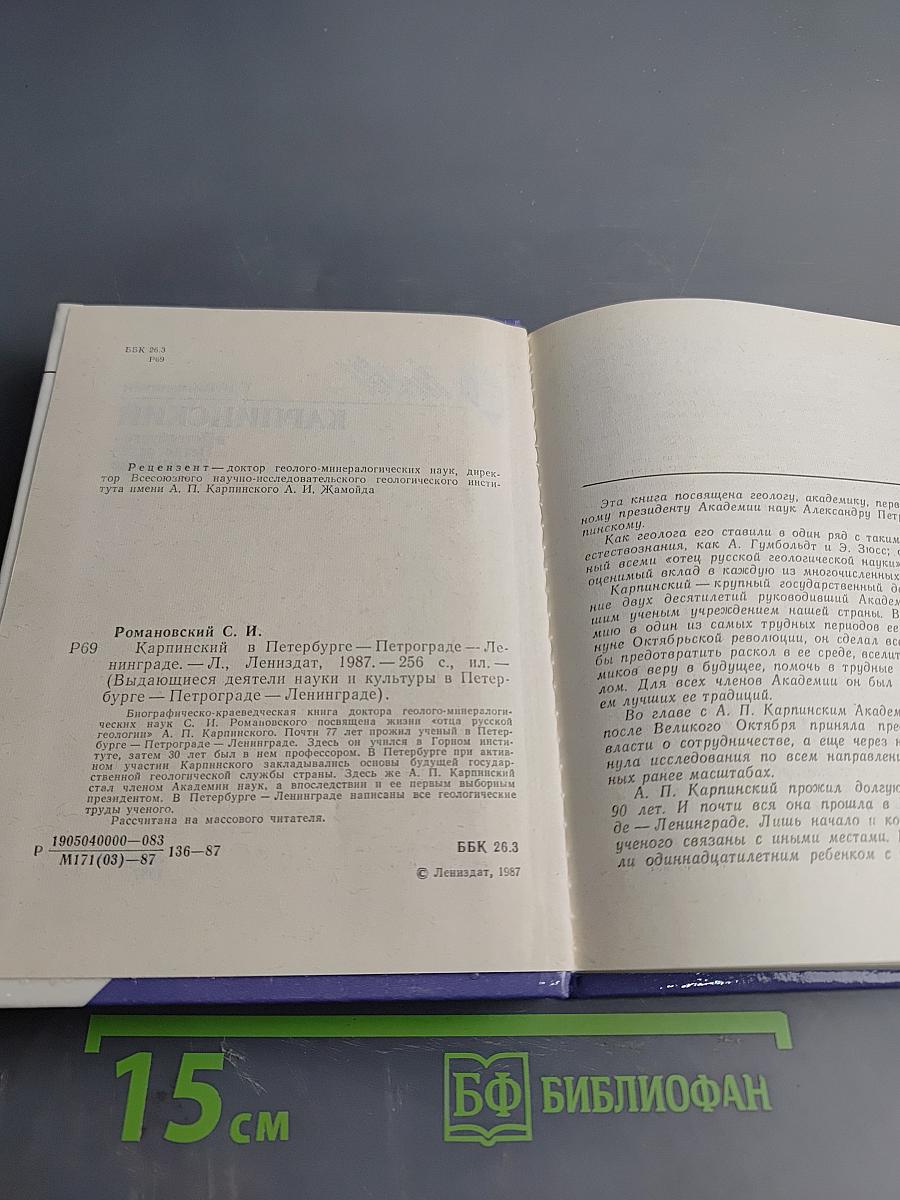 ББК 26.3
Р69
КАРПИНСКИЙ
Рецензент — доктор геолого-минералогических наук, дирек-
тор Всесоюзного научно-исследовательского геологического инсти-
тута имени А. П. Карпинского А. И, Жамойда
Романовский С. И.
Р69 Карпинский в Петербурге — Петрограде — Ле-
нинграде. — Л., Лениздат, 1987. — 256 с., ил. —
(Выдающиеся деятели науки и культуры в Петер-
бурге — Петрограде — Ленинграде).
Биографическо-краеведческая книга доктора геолого-минералоги-
ческих наук С. И. Романовского посвящена жизни «отца русской
геологии» А. П. Карпинского. Почти 77 лет прожил ученый в Петер-
бурге — Петрограде — Ленинграде. Здесь он учился в Горном инсти-
туте, затем 30 лет был в нем профессором. В Петербурге при актив-
ном участии Карпинского закладывались основы будущей государ-
ственной геологической службы страны. Здесь же А. П. Карпинский
стал членом Академии наук, а впоследствии и ее первым выборным
президентом. В Петербурге — Ленинграде написаны все геологические
труды ученого.
Рассчитана на массового читателя.
Р 1905040000—083
М171(03)—87 136—87
ББК 26.3
© Лениздат, 1987
Эта книга посвящена геологу, академику, перв
ному президенту Академии наук Александру Пет
пинскому.
Как геолога его ставили в один ряд с таким
естествознания, как А. Гумбольдт и Э. Зюсс;
ный всеми «отец русской геологической науки»
оценимый вклад в каждую из многочисленных
Карпинский — крупный государственный де
ние двух десятилетий руководивший Академ
шим ученым учреждением нашей страны. В
мию в один из самых трудных периодов ее
нуне Октябрьской революции, он сделал все
бы предотвратить раскол в ее среде, вселит
миков веру в будущее, помочь в трудные
лом. Для всех членов Академии он был
ем лучших ее традиций.
Во главе с А. П. Карпинским Академ
после Великого Октября приняла пре
власти о сотрудничестве, а еще через н
нула исследования по всем направлени
ных ранее масштабах.
А. П. Карпинский прожил долгую
90 лет. И почти вся она прошла в
де — Ленинграде. Лишь начало и ко
ученого связаны с иными местами.
ли одиннадцатилетним ребенком с
15 см
БФ БИБЛИОФАН